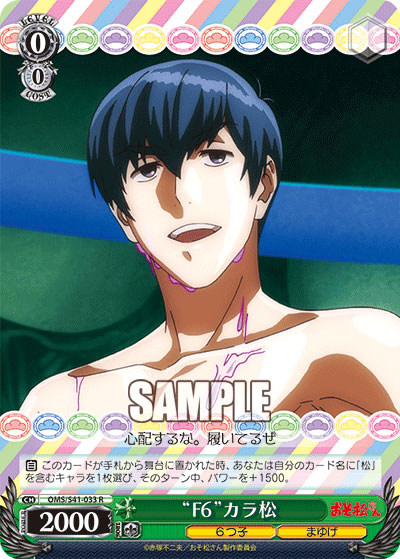 LEVEL
0
0
COST
SAMPLE
心配するな。履いてるぜ
自 このカードが手札から舞台に置かれた時、あなたは自分のカード名に「松」
を含むキャラを1枚選び、そのターン中、パワーを+1500。
CH OMS/S41-033 R
2000
“F6”カラ松
おそ松さん
6つ子
まゆげ
©赤塚不二夫/おそ松さん製作委員会